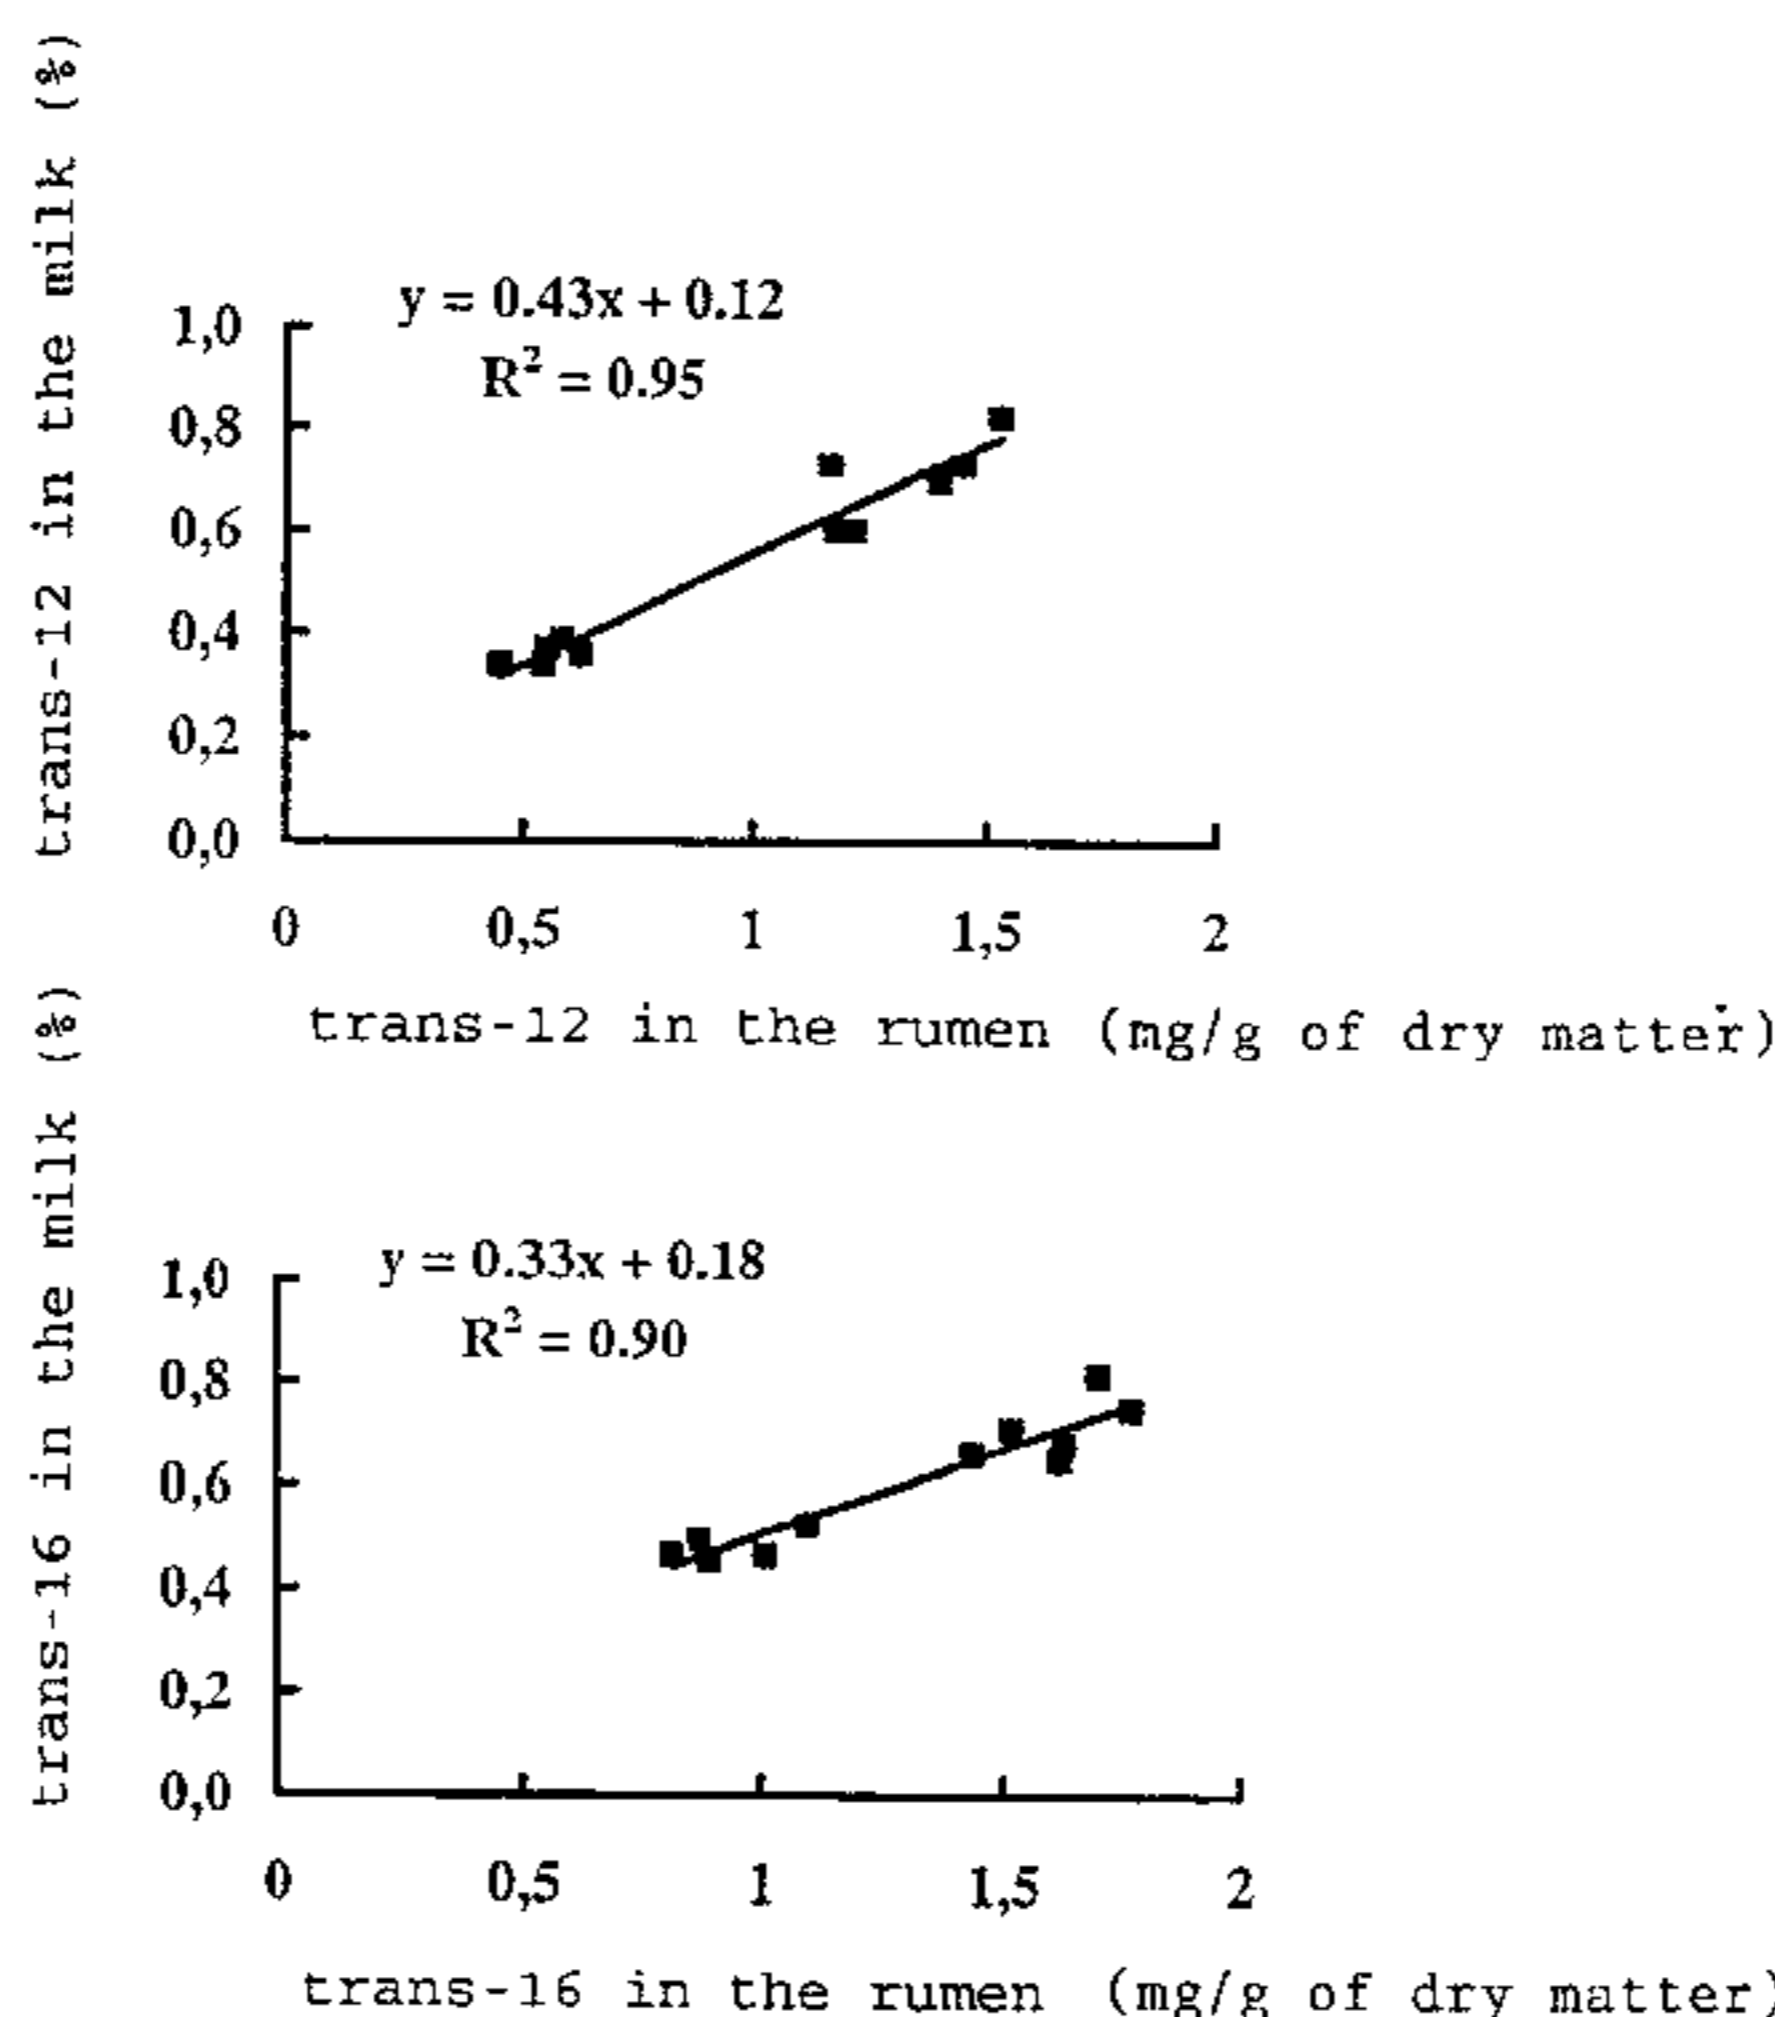 trans-12 in the milk (%)
y = 0.43x + 0.12
R² = 0.95
1,0
0,8
0,6
0,4
0,2
0,0
0 0,5 1 1,5 2
trans-12 in the rumen (mg/g of dry matter)
trans-16 in the milk (%)
y = 0.33x + 0.18
R² = 0.90
1,0
0,8
0,6
0,4
0,2
0,0
0 0,5 1 1,5 2
trans-16 in the rumen (mg/g of dry matter)